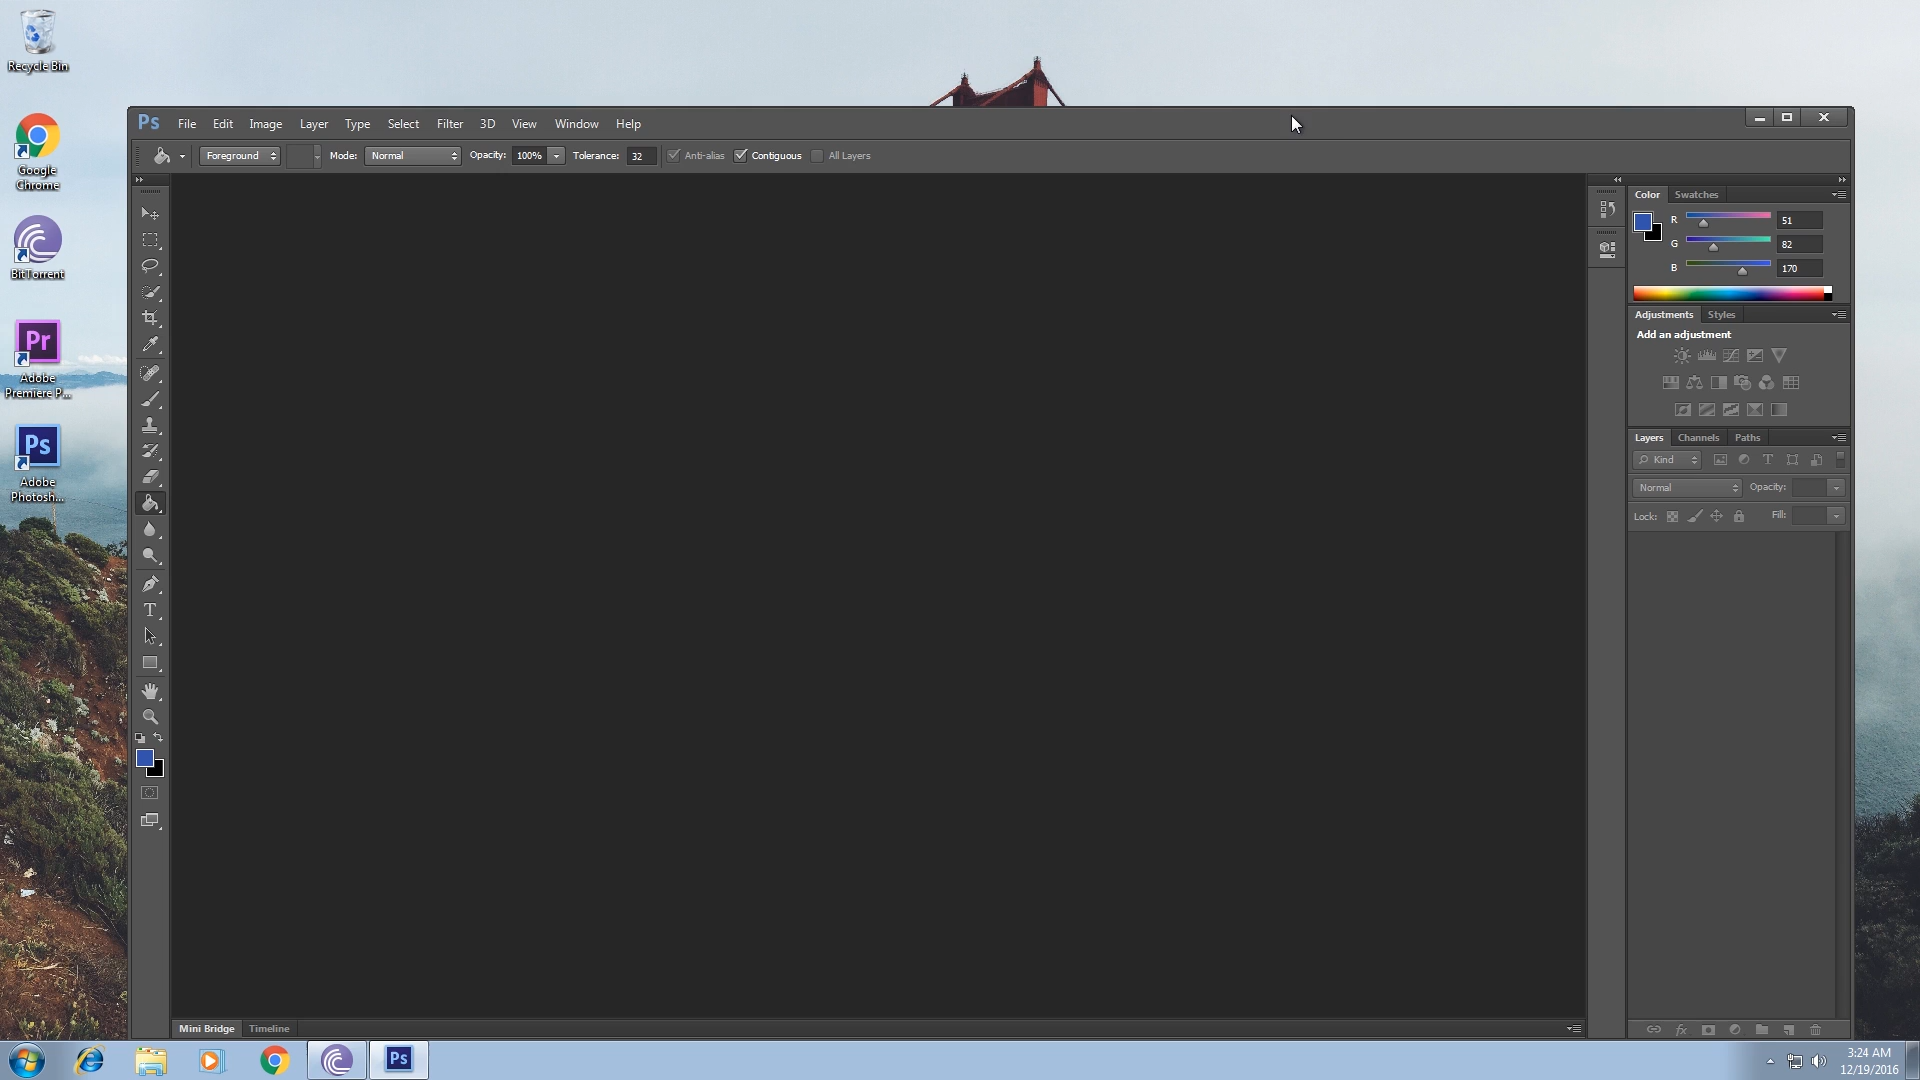 Recycle Bin
Google
Chrome
BitTorrent
Pr
Adobe
Premiere P...
Ps
Adobe
Photosh...
Ps File Edit Image Layer Type Select Filter 3D View Window Help
Foreground Mode: Normal Opacity: 100% Tolerance: 32 Anti-alias Contiguous All Layers
T
Color Swatches
R 51
G 82
B 170
Adjustments Styles
Add an adjustment
Layers Channels Paths
Kind T
Normal Opacity:
Lock: Fill:
fx
Mini Bridge Timeline
Ps
3:24 AM
12/19/2016